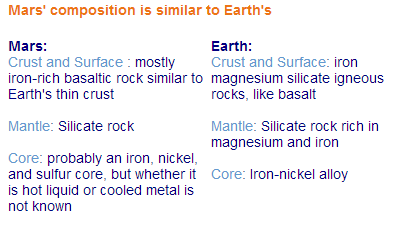 Mars' composition is similar to Earth's
Mars:
Crust and Surface : mostly
iron-rich basaltic rock similar to
Earth's thin crust
Mantle: Silicate rock
Core: probably an iron, nickel,
and sulfur core, but whether it
is hot liquid or cooled metal is
not known
Earth:
Crust and Surface: iron
magnesium silicate igneous
rocks, like basalt
Mantle: Silicate rock rich in
magnesium and iron
Core: Iron-nickel alloy